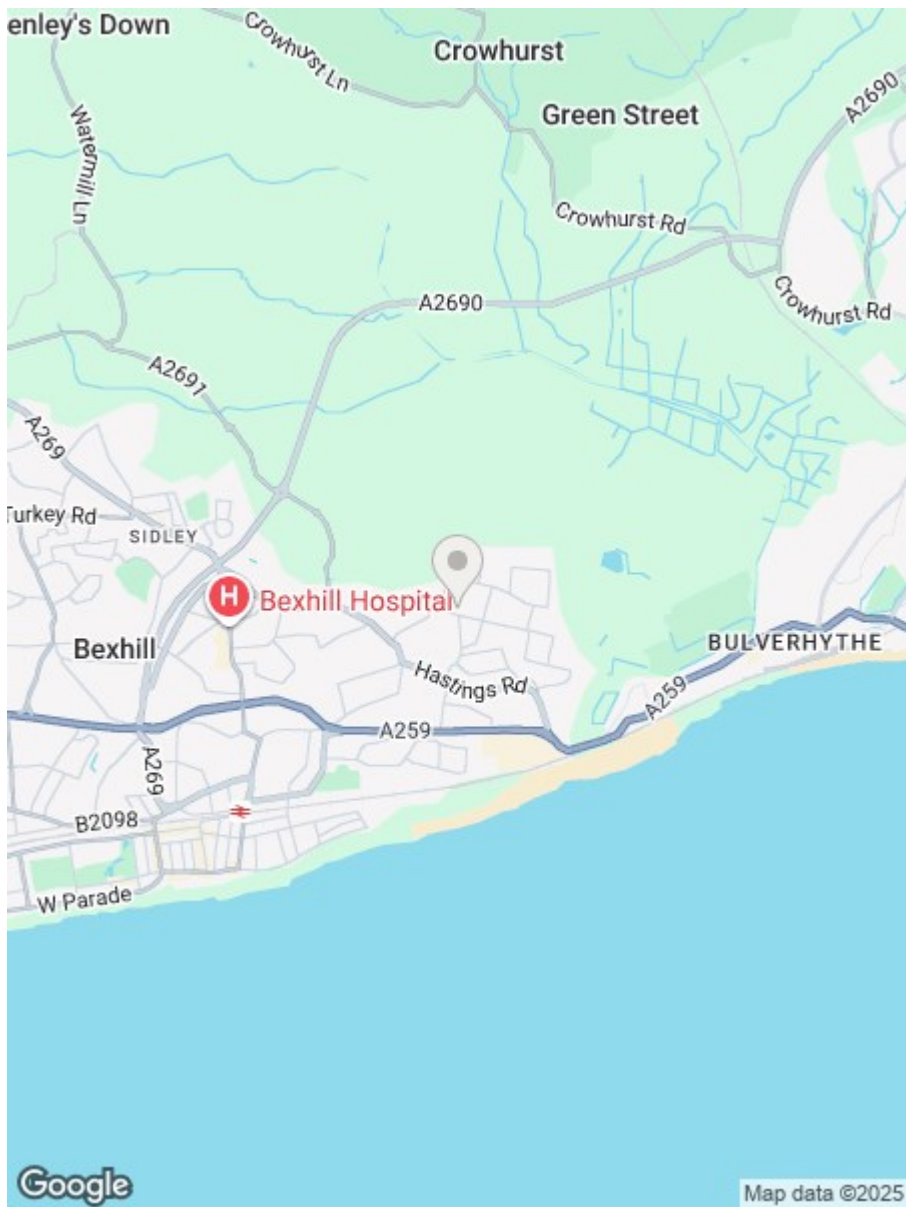 enley's Down
Crowhurst Ln
Crowhurst
Green Street
A2690
Watermill Ln
Crowhurst Rd
A2690
Crowhurst Rd
A2691
A269
Turkey Rd
SIDLEY
H
Bexhill Hospital
Bexhill
BULVERHYTHE
Hastings Rd
A259
A259
A269
B2098
W Parade
Google
Map data ©2025